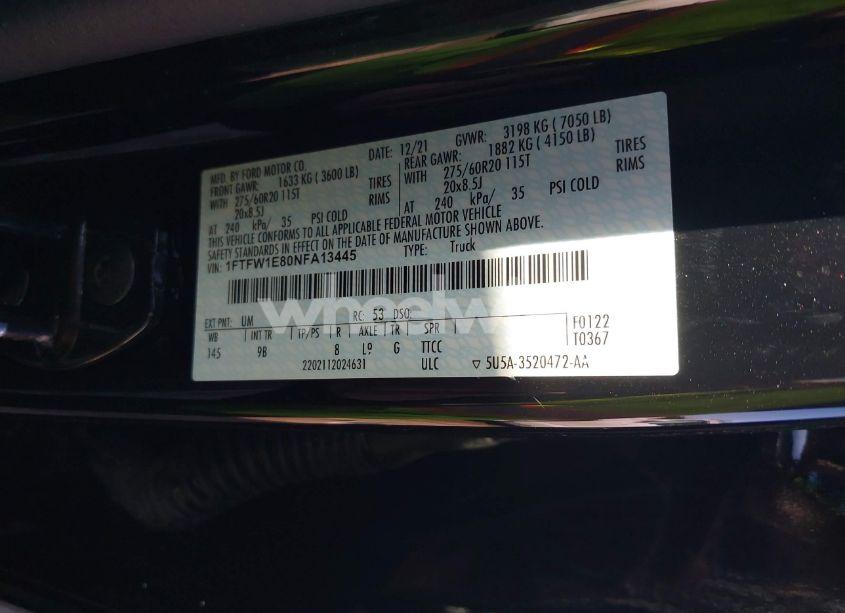 MFD. BY FORD MOTOR CO.
DATE: 12/21 GVWR: 3198 KG ( 7050 LB)
FRONT GAWR: 1633 KG ( 3600 LB) REAR GAWR: 1882 KG ( 4150 LB)
WITH 275/60R20 115T TIRES WITH 275/60R20 115T TIRES
20x8.5J RIMS 20x8.5J RIMS
AT 240 kPa/ 35 PSI COLD AT 240 kPa/ 35 PSI COLD
THIS VEHICLE CONFORMS TO ALL APPLICABLE FEDERAL MOTOR VEHICLE
SAFETY STANDARDS IN EFFECT ON THE DATE OF MANUFACTURE SHOWN ABOVE.
VIN: 1FTFW1E80NFA13445 TYPE: Truck
EXT PNT: UM RC: 53 DSO: F0122
WB INT TR TP/PS R AXLE TR SPR T0367
145 9B 8 L9 G TTCC
2202112024631 ULC ▽ 5U5A-3520472-AA